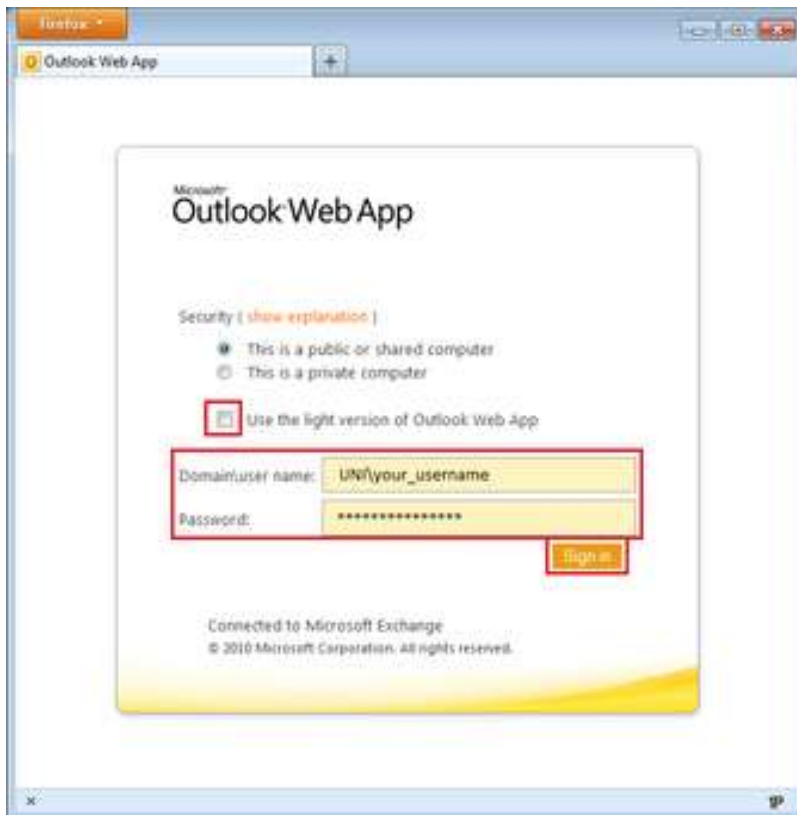 Firefox
Outlook Web App
Microsoft
Outlook Web App
Security ( show explanation )
This is a public or shared computer
This is a private computer
Use the light version of Outlook Web App
Domain\user name: UNI\your_username
Password: ***************
Sign in
Connected to Microsoft Exchange
© 2010 Microsoft Corporation. All rights reserved.